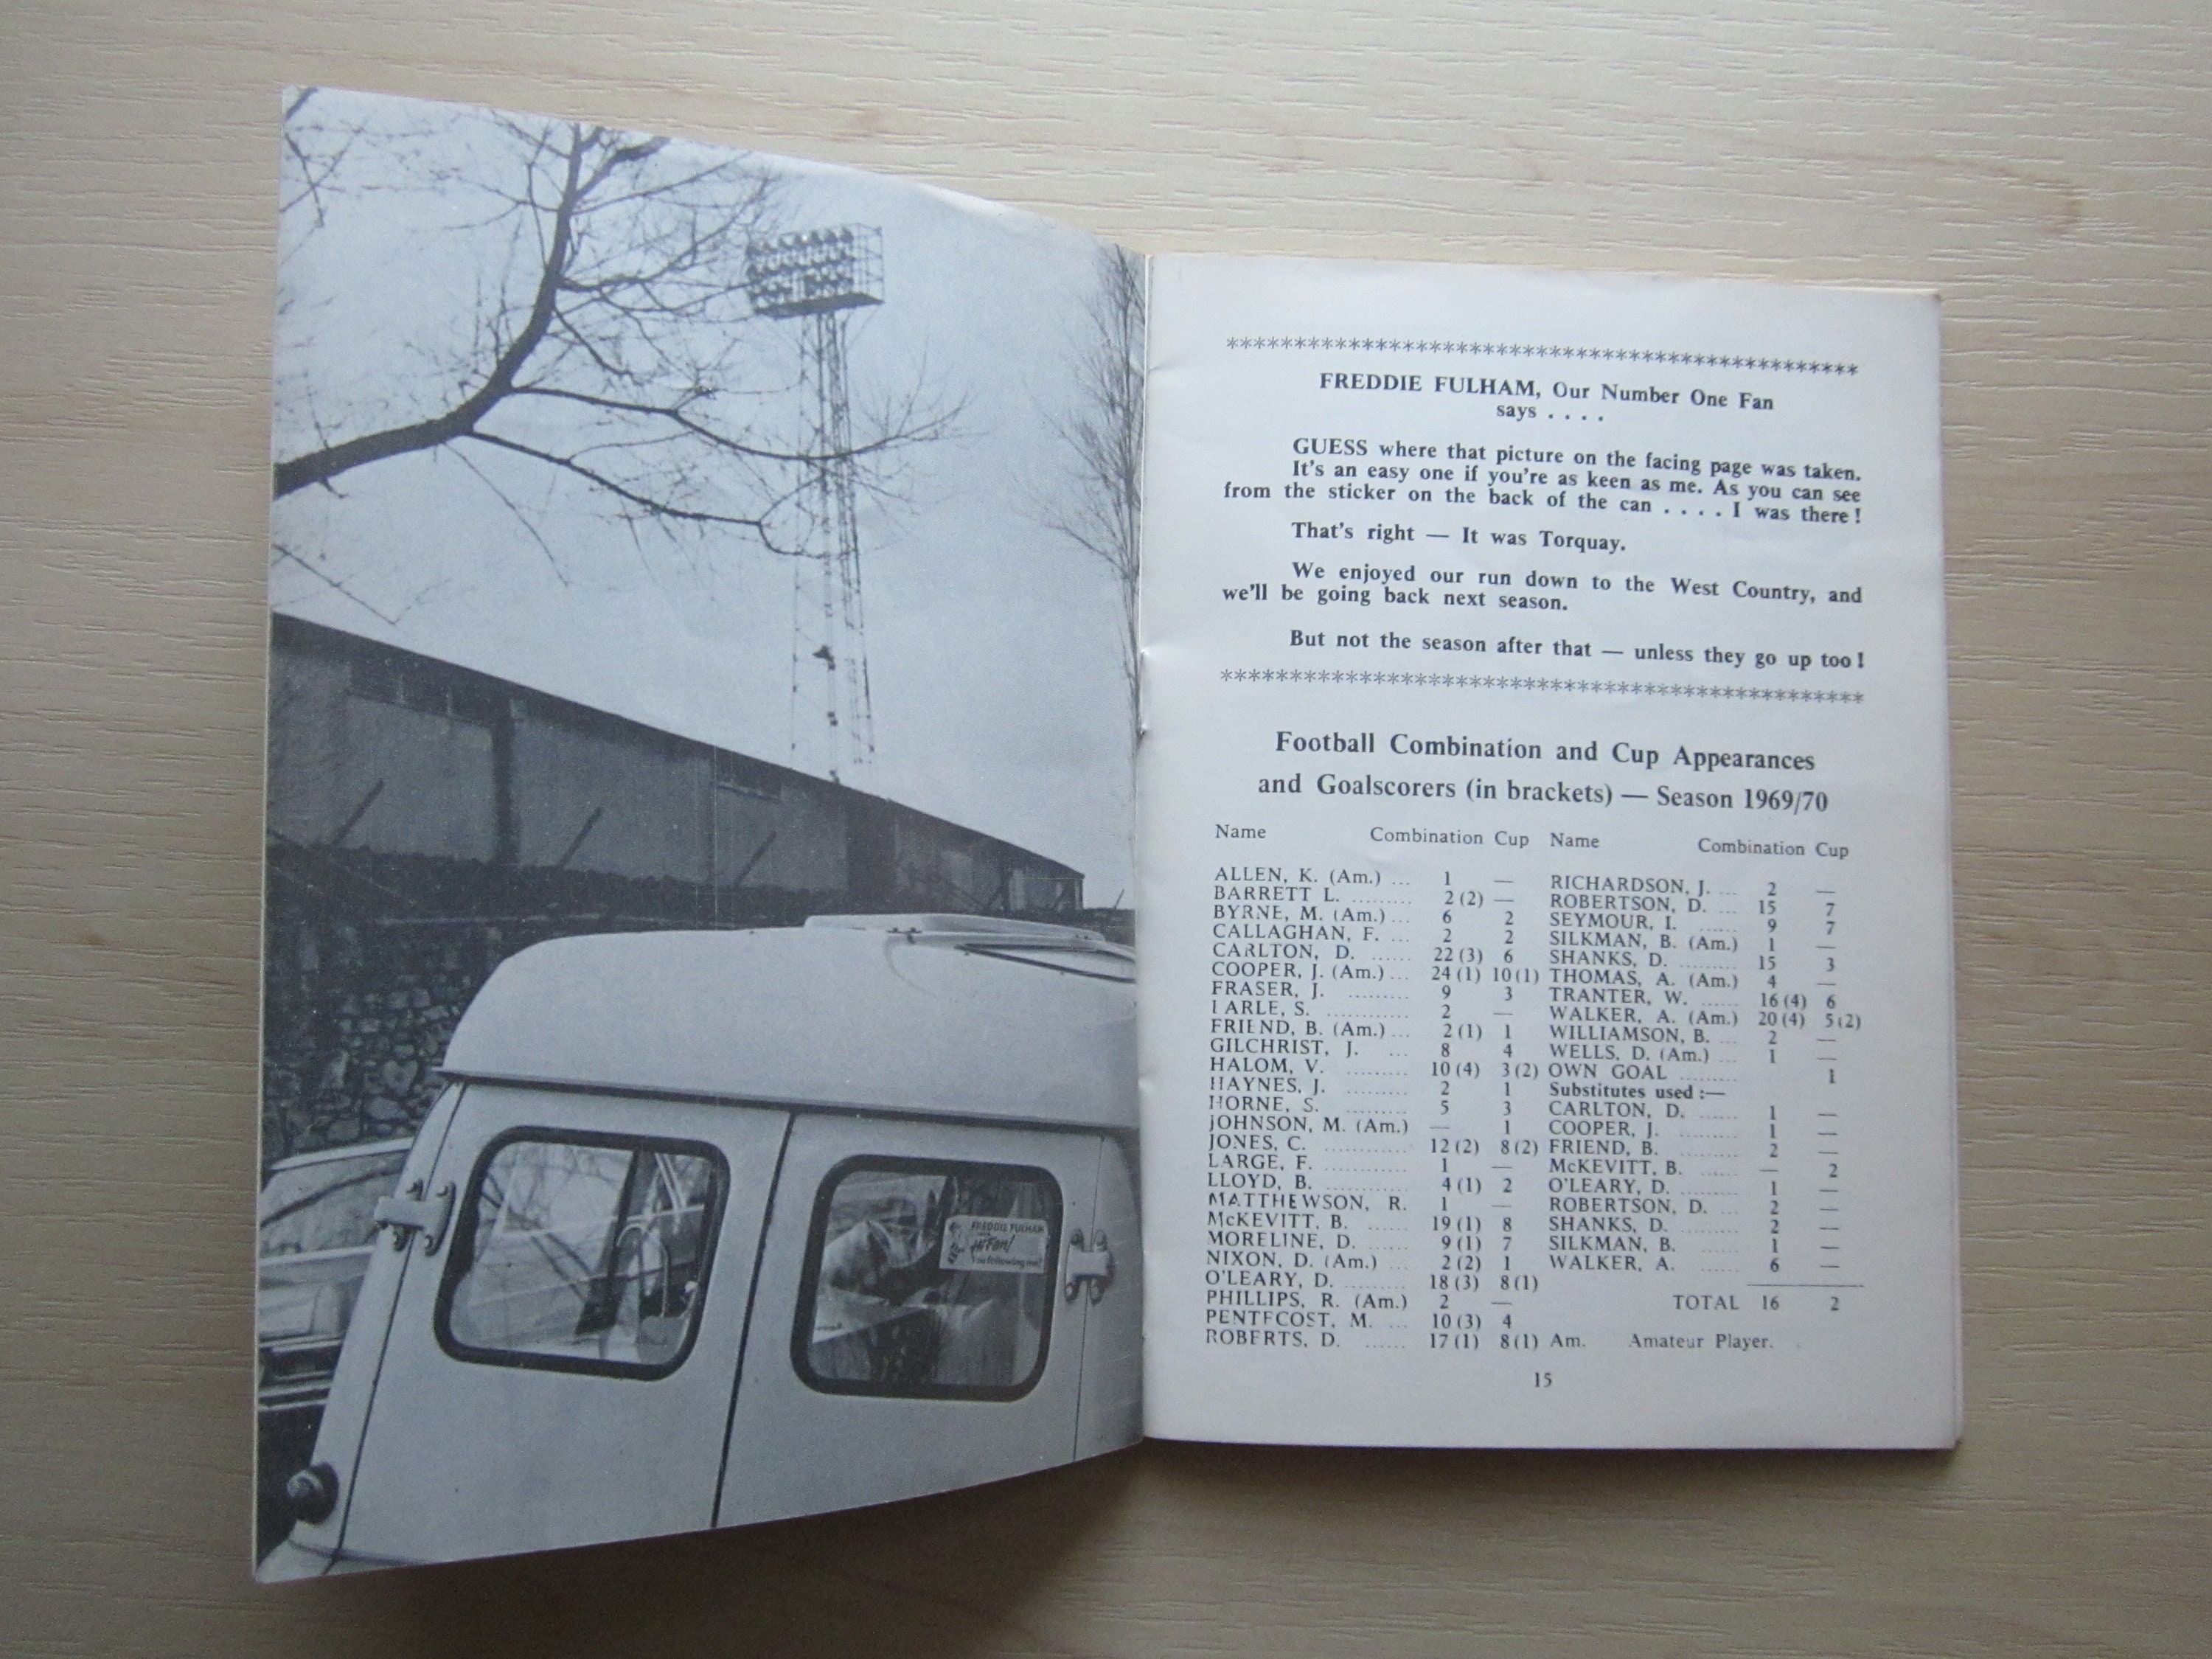 FREDDIE FULHAM
Hi Fan!
You following me?
****************************************************
FREDDIE FULHAM, Our Number One Fan
says . . . .
GUESS where that picture on the facing page was taken.
It's an easy one if you're as keen as me. As you can see
from the sticker on the back of the can . . . . I was there !
That's right — It was Torquay.
We enjoyed our run down to the West Country, and
we'll be going back next season.
But not the season after that — unless they go up too !
****************************************************
Football Combination and Cup Appearances
and Goalscorers (in brackets) — Season 1969/70
Name Combination Cup Name Combination Cup
ALLEN, K. (Am.) ... 1 — RICHARDSON, J. ... 2 —
BARRETT L. ......... 2 (2) — ROBERTSON, D. ... 15 7
BYRNE, M. (Am.) ... 6 2 SEYMOUR, I. ...... 9 7
CALLAGHAN, F. ... 2 2 SILKMAN, B. (Am.) 1 —
CARLTON, D. ...... 22 (3) 6 SHANKS, D. ......... 15 3
COOPER, J. (Am.) ... 24 (1) 10 (1) THOMAS, A. (Am.) 4 —
FRASER, J. ......... 9 3 TRANTER, W. ...... 16 (4) 6
EARLE, S. ............ 2 — WALKER, A. (Am.) 20 (4) 5 (2)
FRIEND, B. (Am.) ... 2 (1) 1 WILLIAMSON, B. ... 2 —
GILCHRIST, J. ... 8 4 WELLS, D. (Am.) ... 1 —
HALOM, V. ......... 10 (4) 3 (2) OWN GOAL ......... 1
HAYNES, J. ......... 2 1 Substitutes used :—
HORNE, S. ......... 5 3 CARLTON, D. ...... 1 —
JOHNSON, M. (Am.) — 1 COOPER, J. ......... 1 —
JONES, C. ............ 12 (2) 8 (2) FRIEND, B. ......... 2 —
LARGE, F. ............ 1 — McKEVITT, B. ...... — 2
LLOYD, B. ............ 4 (1) 2 O'LEARY, D. ......... 1 —
MATTHEWSON, R. 1 — ROBERTSON, D. ... 2 —
McKEVITT, B. ...... 19 (1) 8 SHANKS, D. ......... 2 —
MORELINE, D. ...... 9 (1) 7 SILKMAN, B. ...... 1 —
NIXON, D. (Am.) ... 2 (2) 1 WALKER, A. ...... 6 —
O'LEARY, D. ......... 18 (3) 8 (1)
PHILLIPS, R. (Am.) 2 — TOTAL 16 2
PENTECOST, M. ... 10 (3) 4
ROBERTS, D. ...... 17 (1) 8 (1) Am. Amateur Player.
15